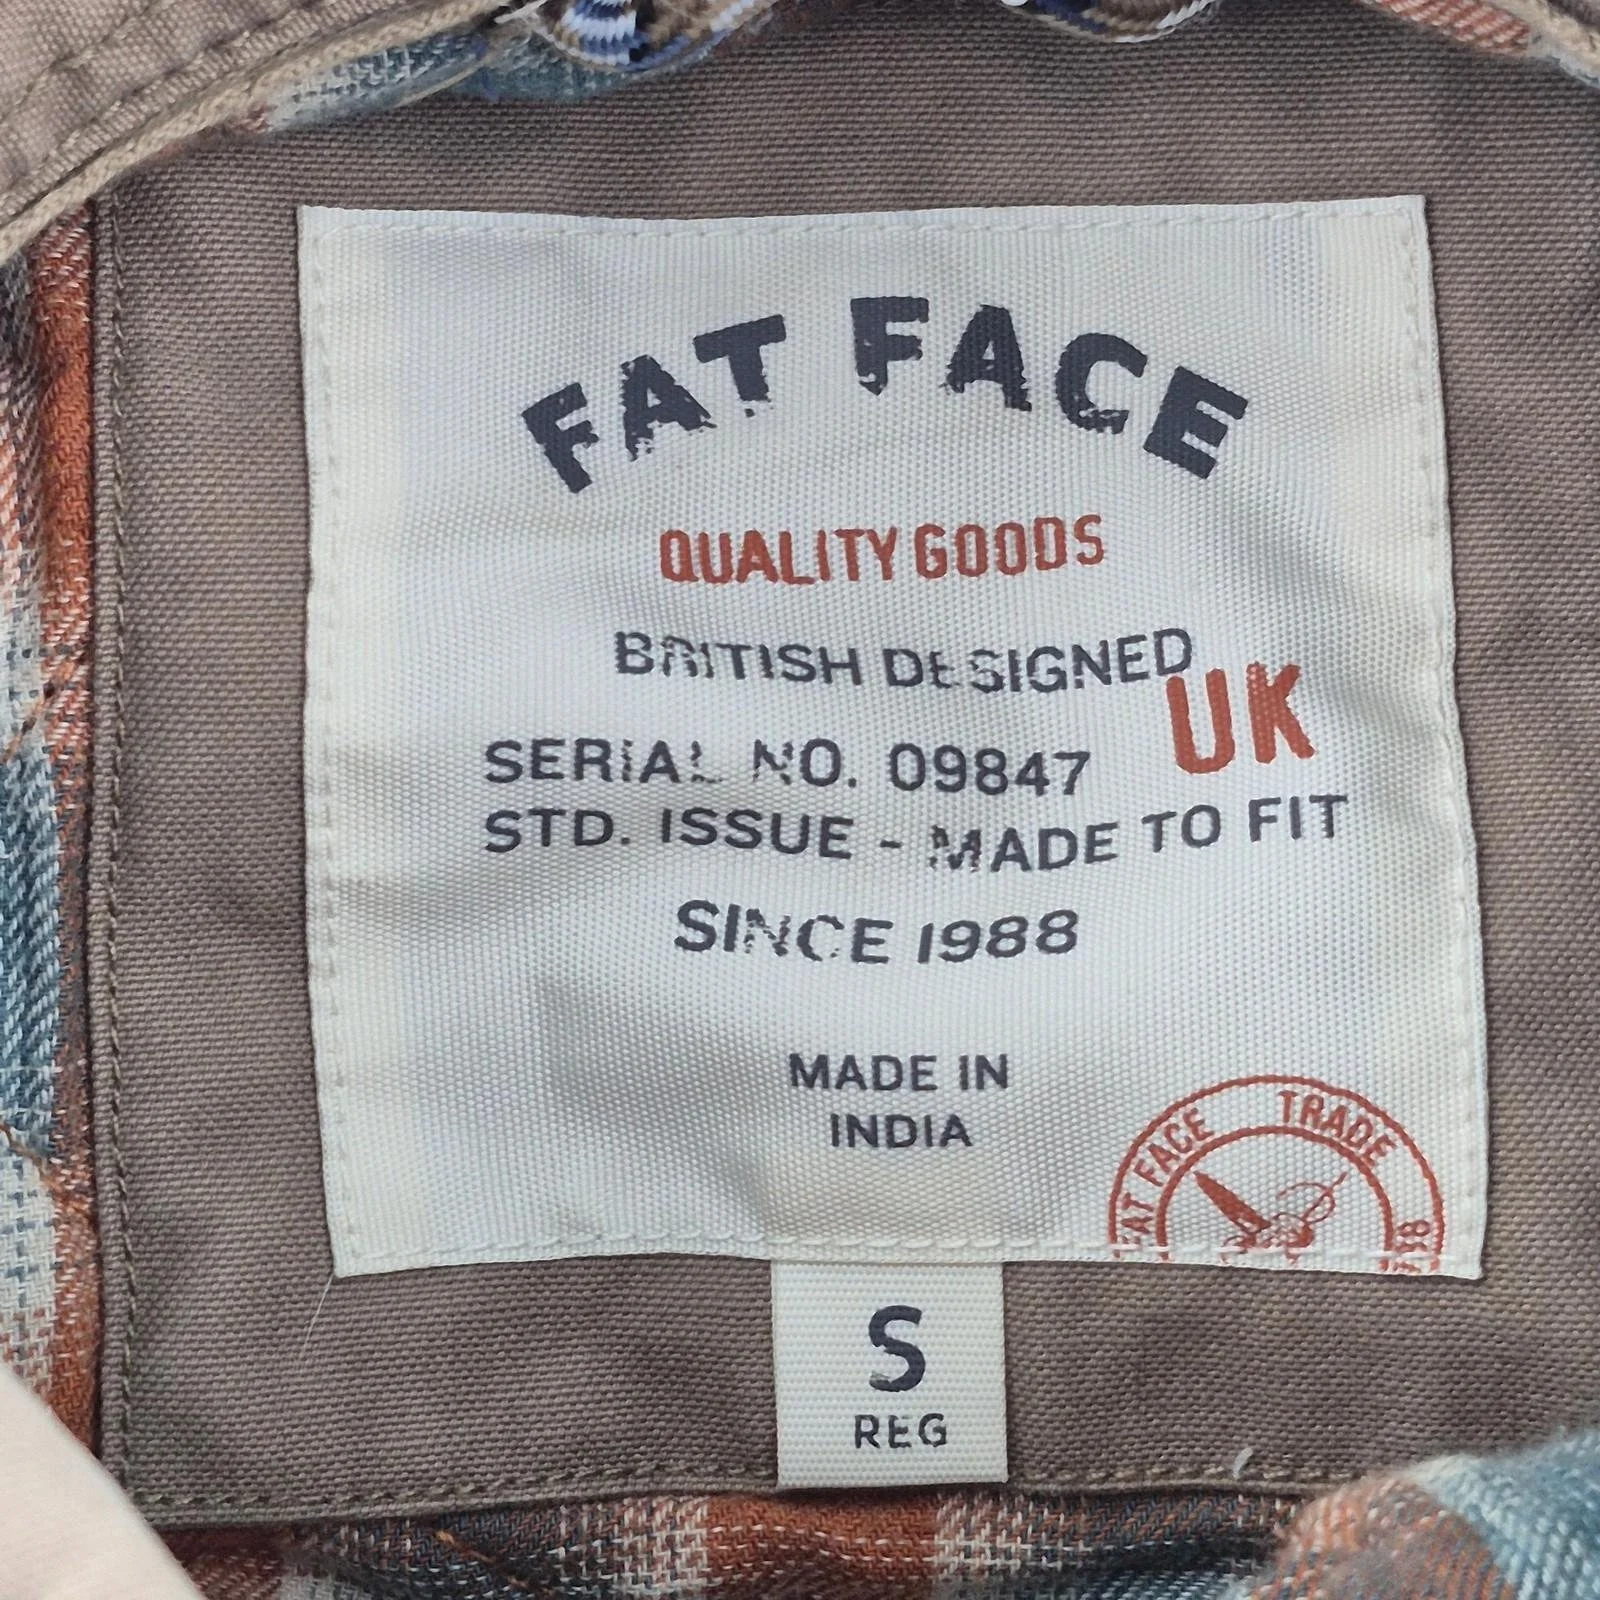 FAT FACE
QUALITY GOODS
BRITISH DESIGNED
UK
SERIAL NO. 09847
STD. ISSUE - MADE TO FIT
SINCE 1988
MADE IN
INDIA
FAT FACE TRADE
S
REG